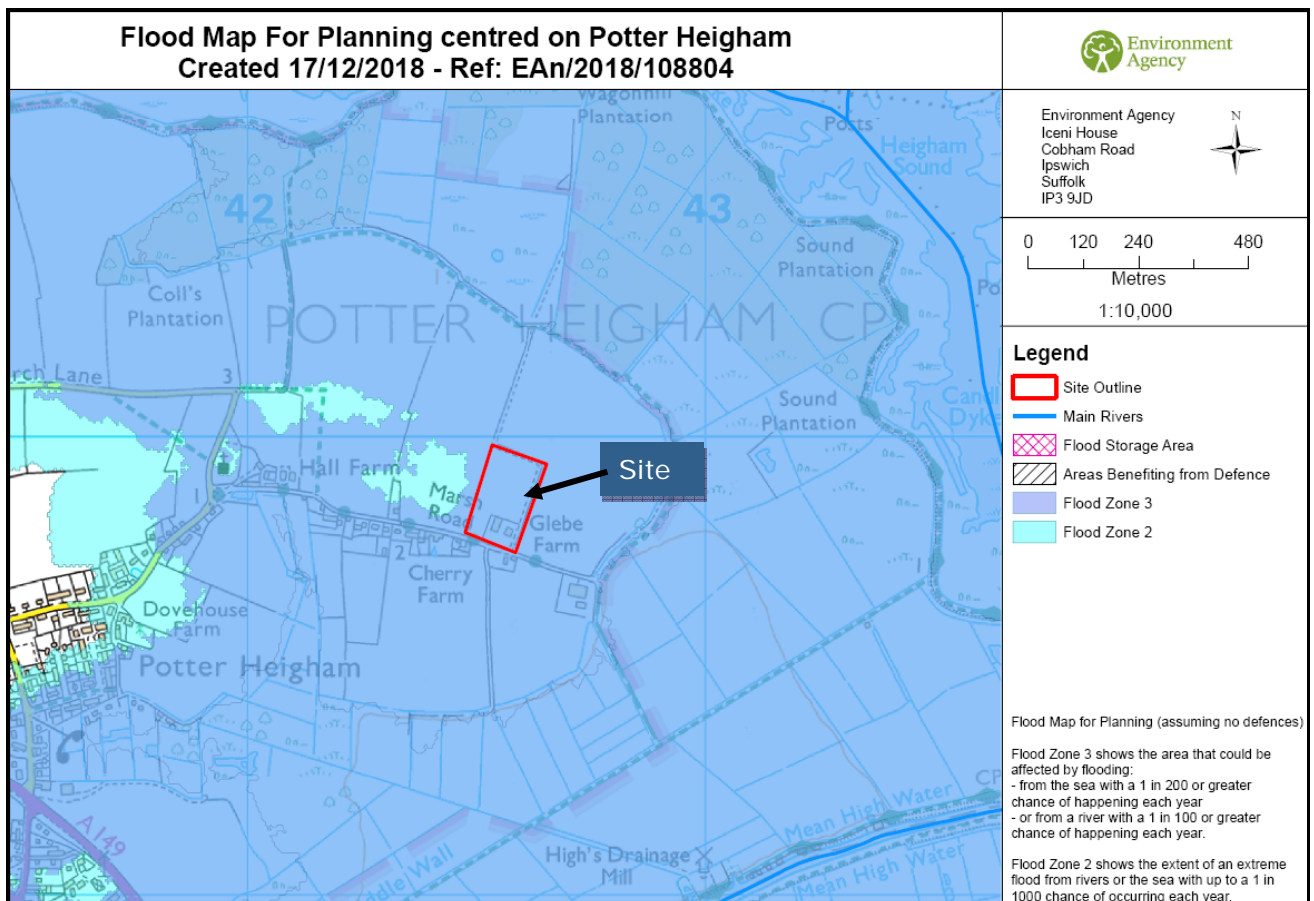 Flood Map For Planning centred on Potter Heigham
Created 17/12/2018 - Ref: EAn/2018/108804
Environment
Agency
Environment Agency
Iceni House
Cobham Road
Ipswich
Suffolk
IP3 9JD
N
0 120 240 480
Metres
1:10,000
Legend
Site Outline
Main Rivers
Flood Storage Area
Areas Benefiting from Defence
Flood Zone 3
Flood Zone 2
Flood Map for Planning (assuming no defences)
Flood Zone 3 shows the area that could be
affected by flooding:
- from the sea with a 1 in 200 or greater
chance of happening each year
- or from a river with a 1 in 100 or greater
chance of happening each year.
Flood Zone 2 shows the extent of an extreme
flood from rivers or the sea with up to a 1 in
1000 chance of occurring each year.
Wagonhill
Plantation
Posts
Heigham
Sound
42
43
Sound
Plantation
Coll's
Plantation
POTTER HEIGHAM CP
Po
rch Lane
3
Sound
Plantation
Cand
Dyke
Site
Hall Farm
Marsh
Road
1
Glebe
Farm
2
Cherry
Farm
1
Dovehouse
Farm
Potter Heigham
CP
Mean High Water
A149
ddle Wall
High's Drainage
Mill
Mean High Water